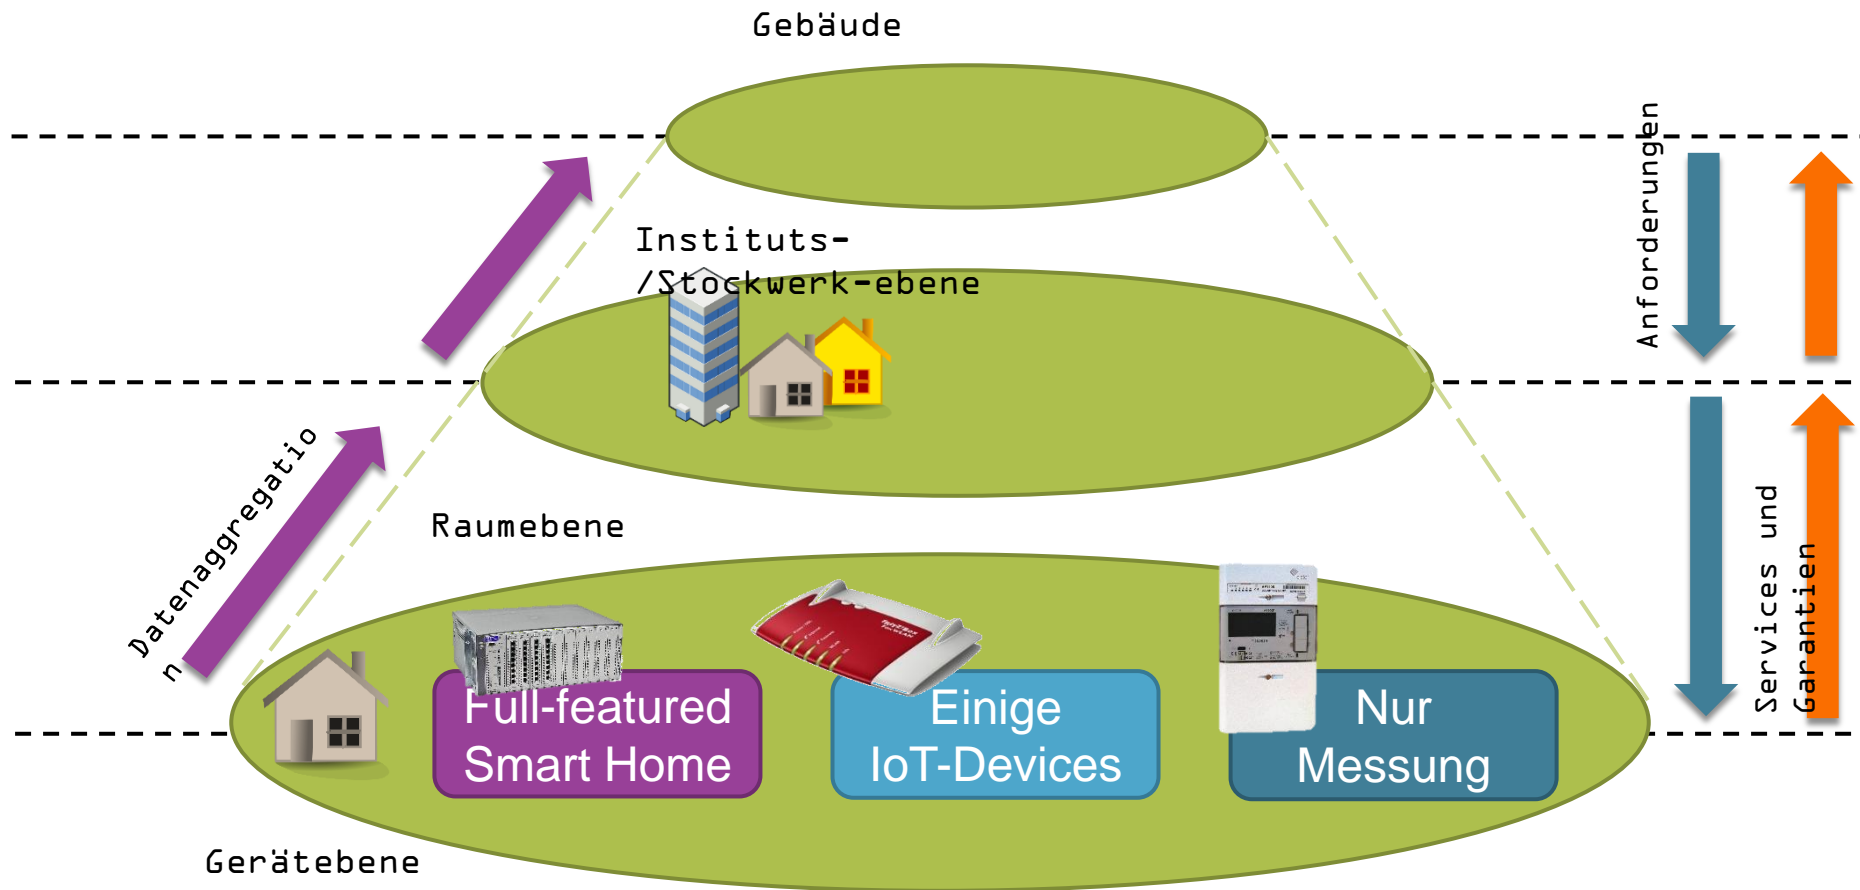 Gebäude
Anforderungen
Instituts-
/Stockwerk-ebene
Datenaggregatio
n
Raumebene
Services und
Garantien
Full-featured
Smart Home
Einige
IoT-Devices
Nur
Messung
Gerätebene